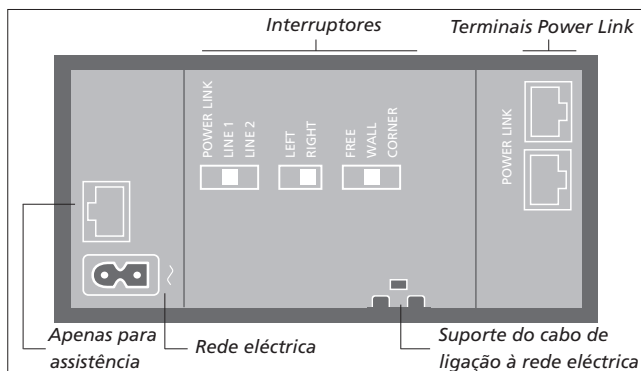 Interruptores
Terminais Power Link
POWER LINK
LINE 1
LINE 2
LEFT
RIGHT
FREE
WALL
CORNER
POWER LINK
Apenas para
assistência
Rede eléctrica
Suporte do cabo de
ligação à rede eléctrica